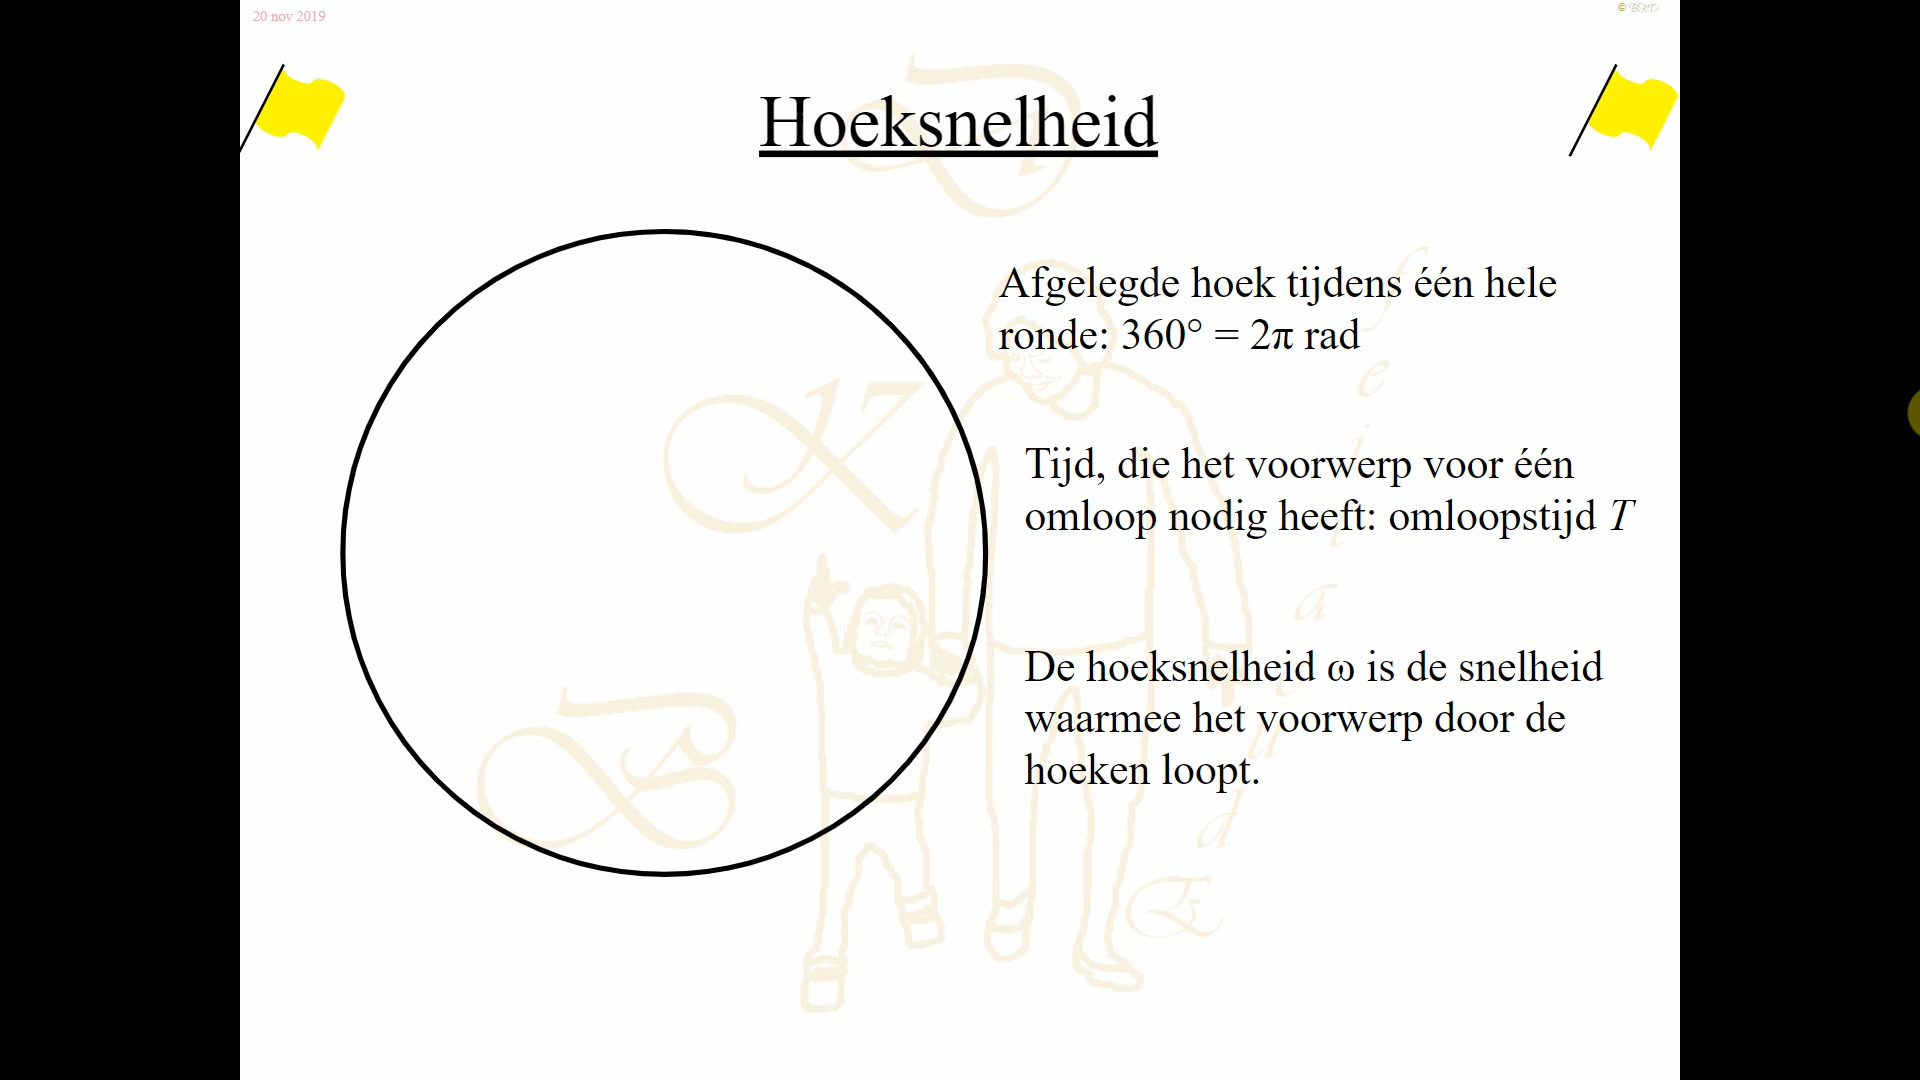 20 nov 2019
© BKD
Hoeksnelheid
Afgelegde hoek tijdens één hele
ronde: 360° = 2π rad
Tijd, die het voorwerp voor één
omloop nodig heeft: omloopstijd T
De hoeksnelheid ω is de snelheid
waarmee het voorwerp door de
hoeken loopt.